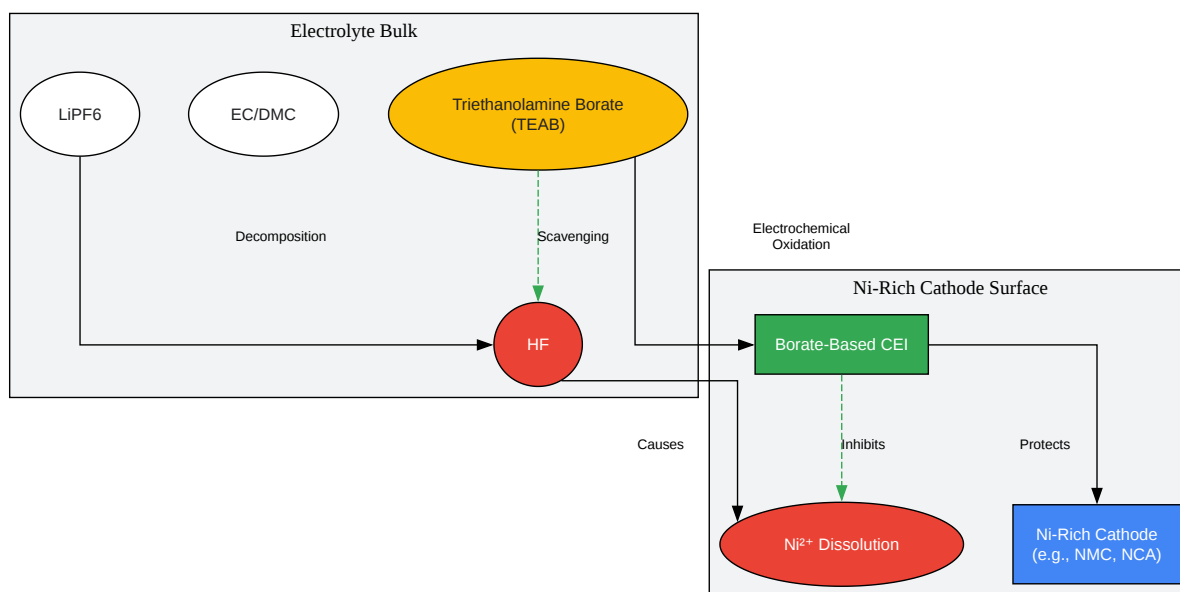 Electrolyte Bulk
LiPF6
EC/DMC
Triethanolamine Borate
(TEAB)
Decomposition
Scavenging
Electrochemical
Oxidation
HF
Ni-Rich Cathode Surface
Borate-Based CEI
Causes
Inhibits
Protects
Ni²⁺ Dissolution
Ni-Rich Cathode
(e.g., NMC, NCA)